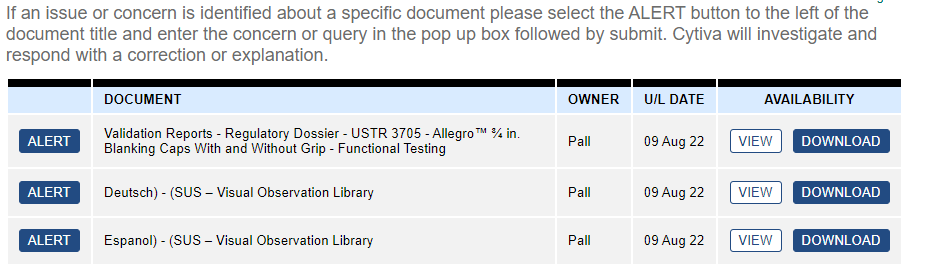 If an issue or concern is identified about a specific document please select the ALERT button to the left of the
document title and enter the concern or query in the pop up box followed by submit. Cytiva will investigate and
respond with a correction or explanation.
DOCUMENT OWNER U/L DATE AVAILABILITY
ALERT Validation Reports - Regulatory Dossier - USTR 3705 - Allegro™ ¾ in. Pall 09 Aug 22 VIEW DOWNLOAD
Blanking Caps With and Without Grip - Functional Testing
ALERT Deutsch) - (SUS – Visual Observation Library Pall 09 Aug 22 VIEW DOWNLOAD
ALERT Espanol) - (SUS – Visual Observation Library Pall 09 Aug 22 VIEW DOWNLOAD